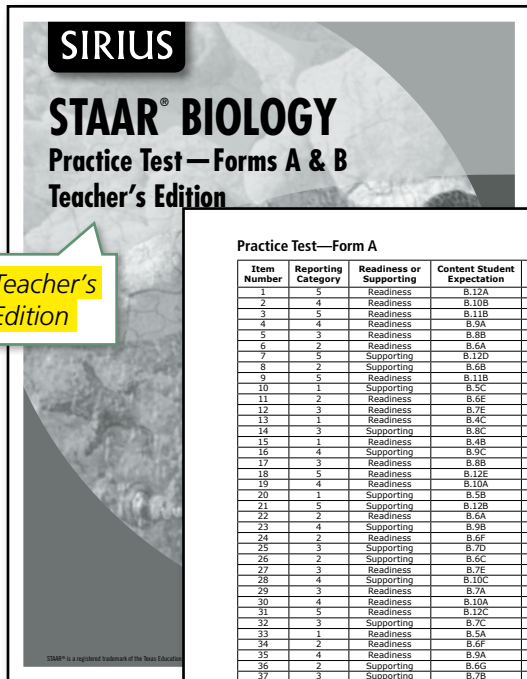 SIRIUS
STAAR® BIOLOGY
Practice Test—Forms A & B
Teacher's Edition
Teacher's
Edition
STAAR® is a registered trademark of the Texas Education
Practice Test—Form A
Item Number Reporting Category Readiness or Supporting Content Student Expectation
1 5 Readiness B.12A
2 4 Readiness B.10B
3 5 Readiness B.11B
4 4 Readiness B.9A
5 3 Readiness B.8B
6 2 Readiness B.6A
7 5 Supporting B.12D
8 2 Supporting B.6B
9 5 Readiness B.11B
10 1 Supporting B.5C
11 2 Readiness B.6E
12 3 Readiness B.7E
13 1 Readiness B.4C
14 3 Supporting B.8C
15 1 Readiness B.4B
16 4 Supporting B.9C
17 3 Readiness B.8B
18 5 Readiness B.12E
19 4 Readiness B.10A
20 1 Supporting B.5B
21 5 Supporting B.12B
22 2 Readiness B.6A
23 4 Supporting B.9B
24 2 Readiness B.6F
25 3 Supporting B.7D
26 2 Supporting B.6C
27 3 Readiness B.7E
28 4 Supporting B.10C
29 3 Readiness B.7A
30 4 Readiness B.10A
31 5 Readiness B.12C
32 3 Supporting B.7C
33 1 Readiness B.5A
34 2 Readiness B.6F
35 4 Readiness B.9A
36 2 Supporting B.6G
37 3 Supporting B.7B